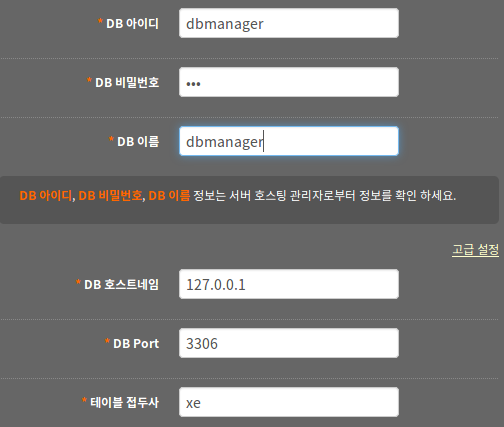 * DB 아이디 dbmanager
* DB 비밀번호 •••
* DB 이름 dbmanager
DB 아이디, DB 비밀번호, DB 이름 정보는 서버 호스팅 관리자로부터 정보를 확인 하세요.
고급 설정
* DB 호스트네임 127.0.0.1
* DB Port 3306
* 테이블 접두사 xe